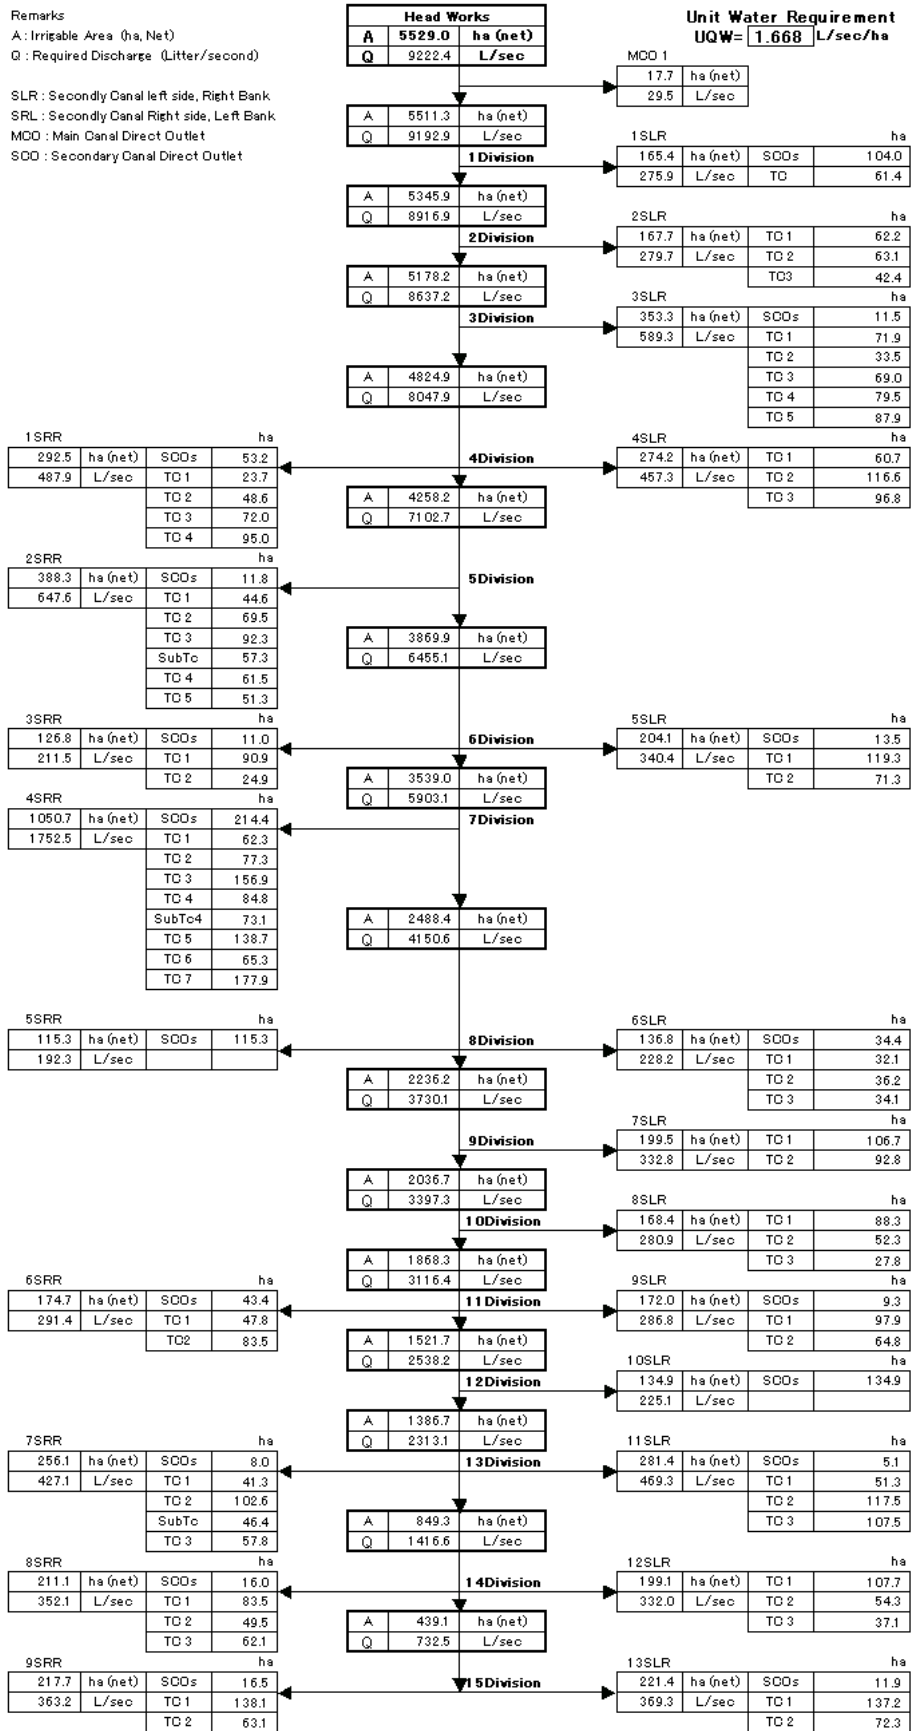 Remarks
A : Irrigable Area (ha, Net)
Q : Required Discharge (Litter/second)
SLR : Secondly Canal left side, Right Bank
SRL : Secondly Canal Right side, Left Bank
MCO : Main Canal Direct Outlet
SCO : Secondary Canal Direct Outlet
Head Works
A 5529.0 ha (net)
Q 9222.4 L/sec
Unit Water Requirement
UQW= 1.668 L/sec/ha
MCO 1
17.7 ha (net)
29.5 L/sec
A 5511.3 ha (net)
Q 9192.9 L/sec
1Division
1SLR ha
165.4 ha (net) SCOs 104.0
275.9 L/sec TC 61.4
A 5345.9 ha (net)
Q 8916.9 L/sec
2Division
2SLR ha
167.7 ha (net) TC 1 62.2
279.7 L/sec TC 2 63.1
TC3 42.4
A 5178.2 ha (net)
Q 8637.2 L/sec
3Division
3SLR ha
353.3 ha (net) SCOs 11.5
589.3 L/sec TC 1 71.9
TC 2 33.5
TC 3 69.0
TC 4 79.5
TC 5 87.9
A 4824.9 ha (net)
Q 8047.9 L/sec
1SRR ha
292.5 ha (net) SCOs 53.2
487.9 L/sec TC 1 23.7
TC 2 48.6
TC 3 72.0
TC 4 95.0
4Division
4SLR ha
274.2 ha (net) TC 1 60.7
457.3 L/sec TC 2 116.6
TC 3 96.8
A 4258.2 ha (net)
Q 7102.7 L/sec
2SRR ha
388.3 ha (net) SCOs 11.8
647.6 L/sec TC 1 44.6
TC 2 69.5
TC 3 92.3
SubTc 57.3
TC 4 61.5
TC 5 51.3
5Division
A 3869.9 ha (net)
Q 6455.1 L/sec
3SRR ha
126.8 ha (net) SCOs 11.0
211.5 L/sec TC 1 90.9
TC 2 24.9
6Division
5SLR ha
204.1 ha (net) SCOs 13.5
340.4 L/sec TC 1 119.3
TC 2 71.3
A 3539.0 ha (net)
Q 5903.1 L/sec
4SRR ha
1050.7 ha (net) SCOs 214.4
1752.5 L/sec TC 1 62.3
TC 2 77.3
TC 3 156.9
TC 4 84.8
SubTc4 73.1
TC 5 138.7
TC 6 65.3
TC 7 177.9
7Division
A 2488.4 ha (net)
Q 4150.6 L/sec
5SRR ha
115.3 ha (net) SCOs 115.3
192.3 L/sec
8Division
6SLR ha
136.8 ha (net) SCOs 34.4
228.2 L/sec TC 1 32.1
TC 2 36.2
TC 3 34.1
A 2236.2 ha (net)
Q 3730.1 L/sec
9Division
7SLR ha
199.5 ha (net) TC 1 106.7
332.8 L/sec TC 2 92.8
A 2036.7 ha (net)
Q 3397.3 L/sec
10Division
8SLR ha
168.4 ha (net) TC 1 88.3
280.9 L/sec TC 2 52.3
TC 3 27.8
A 1868.3 ha (net)
Q 3116.4 L/sec
6SRR ha
174.7 ha (net) SCOs 43.4
291.4 L/sec TC 1 47.8
TC2 83.5
11Division
9SLR ha
172.0 ha (net) SCOs 9.3
286.8 L/sec TC 1 97.9
TC 2 64.8
A 1521.7 ha (net)
Q 2538.2 L/sec
12Division
10SLR ha
134.9 ha (net) SCOs 134.9
225.1 L/sec
A 1386.7 ha (net)
Q 2313.1 L/sec
7SRR ha
256.1 ha (net) SCOs 8.0
427.1 L/sec TC 1 41.3
TC 2 102.6
SubTc 46.4
TC 3 57.8
13Division
11SLR ha
281.4 ha (net) SCOs 5.1
469.3 L/sec TC 1 51.3
TC 2 117.5
TC 3 107.5
A 849.3 ha (net)
Q 1416.6 L/sec
8SRR ha
211.1 ha (net) SCOs 16.0
352.1 L/sec TC 1 83.5
TC 2 49.5
TC 3 62.1
14Division
12SLR ha
199.1 ha (net) TC 1 107.7
332.0 L/sec TC 2 54.3
TC 3 37.1
A 439.1 ha (net)
Q 732.5 L/sec
9SRR ha
217.7 ha (net) SCOs 16.5
363.2 L/sec TC 1 138.1
TC 2 63.1
15Division
13SLR ha
221.4 ha (net) SCOs 11.9
369.3 L/sec TC 1 137.2
TC 2 72.3